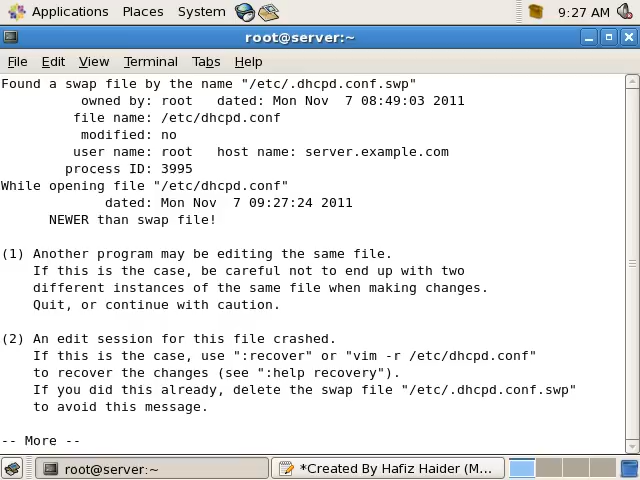 Applications Places System 9:27 AM
root@server:~
File Edit View Terminal Tabs Help
Found a swap file by the name "/etc/.dhcpd.conf.swp"
owned by: root dated: Mon Nov 7 08:49:03 2011
file name: /etc/dhcpd.conf
modified: no
user name: root host name: server.example.com
process ID: 3995
While opening file "/etc/dhcpd.conf"
dated: Mon Nov 7 09:27:24 2011
NEWER than swap file!
(1) Another program may be editing the same file.
If this is the case, be careful not to end up with two
different instances of the same file when making changes.
Quit, or continue with caution.
(2) An edit session for this file crashed.
If this is the case, use ":recover" or "vim -r /etc/dhcpd.conf"
to recover the changes (see ":help recovery").
If you did this already, delete the swap file "/etc/.dhcpd.conf.swp"
to avoid this message.
-- More --
root@server:~ *Created By Hafiz Haider (M...